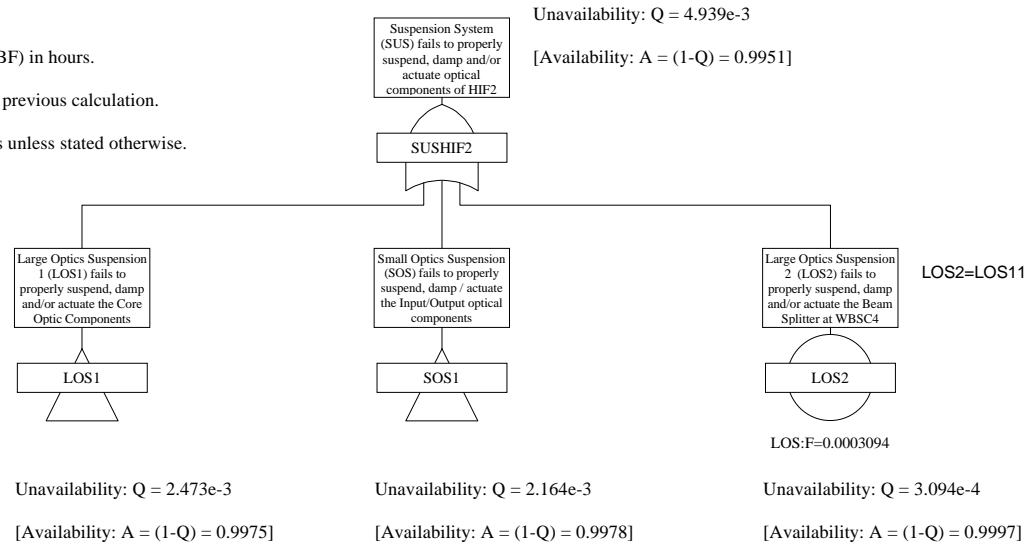 BF) in hours.
previous calculation.
s unless stated otherwise.
Suspension System
(SUS) fails to properly
suspend, damp and/or
actuate optical
components of HIF2
SUSHIF2
Unavailability: Q = 4.939e-3
[Availability: A = (1-Q) = 0.9951]
Large Optics Suspension
1 (LOS1) fails to
properly suspend, damp
and/or actuate the Core
Optic Components
LOS1
Unavailability: Q = 2.473e-3
[Availability: A = (1-Q) = 0.9975]
Small Optics Suspension
(SOS) fails to properly
suspend, damp / actuate
the Input/Output optical
components
SOS1
Unavailability: Q = 2.164e-3
[Availability: A = (1-Q) = 0.9978]
Large Optics Suspension
2 (LOS2) fails to
properly suspend, damp
and/or actuate the Beam
Splitter at WBSC4
LOS2=LOS11
LOS2
LOS:F=0.0003094
Unavailability: Q = 3.094e-4
[Availability: A = (1-Q) = 0.9997]